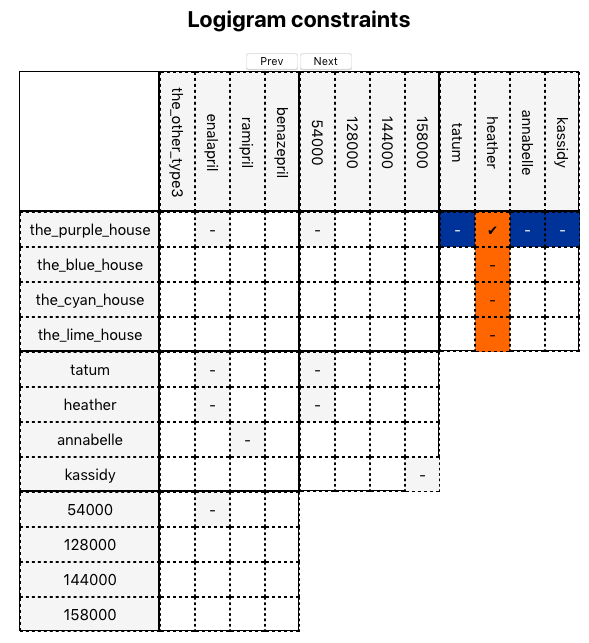 Logigram constraints
Prev Next
the_other_type3 enalapril ramipril benazepril 54000 128000 144000 158000 tatum heather annabelle kassidy
the_purple_house - - - ✔ - -
the_blue_house -
the_cyan_house -
the_lime_house -
tatum - -
heather - -
annabelle -
kassidy -
54000 -
128000
144000
158000